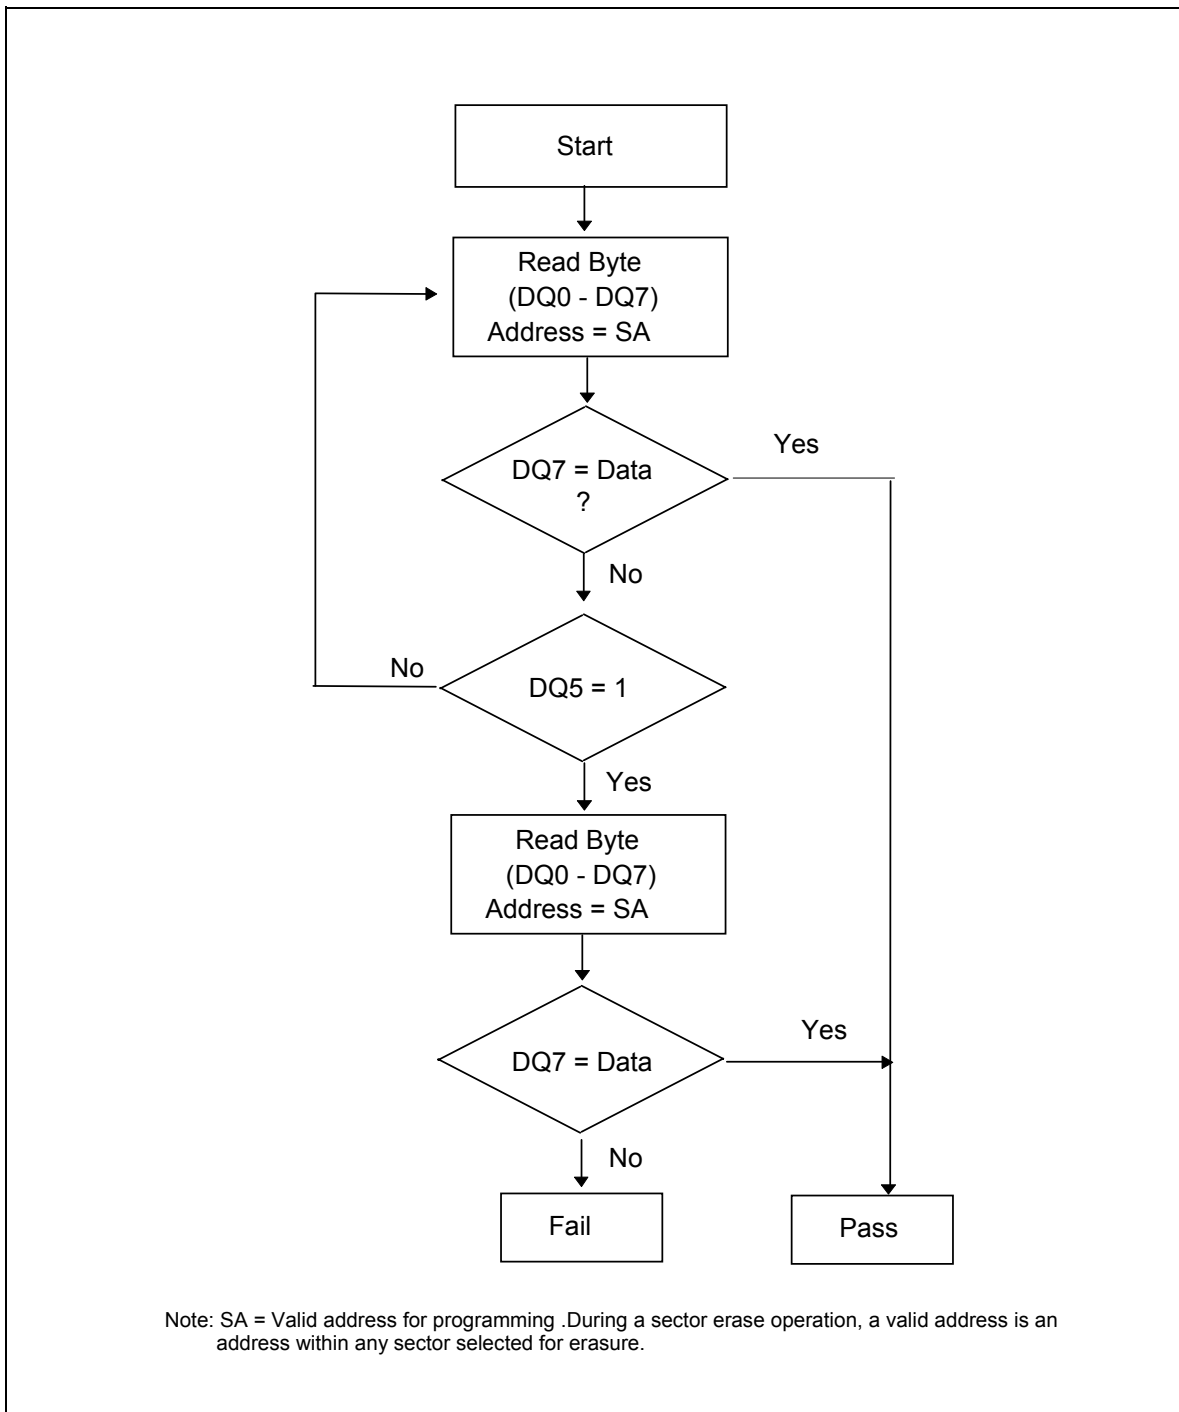 Start
Read Byte
(DQ0 - DQ7)
Address = SA
Yes
DQ7 = Data
?
No
No
DQ5 = 1
Yes
Read Byte
(DQ0 - DQ7)
Address = SA
Yes
DQ7 = Data
No
Fail
Pass
Note: SA = Valid address for programming .During a sector erase operation, a valid address is an
address within any sector selected for erasure.